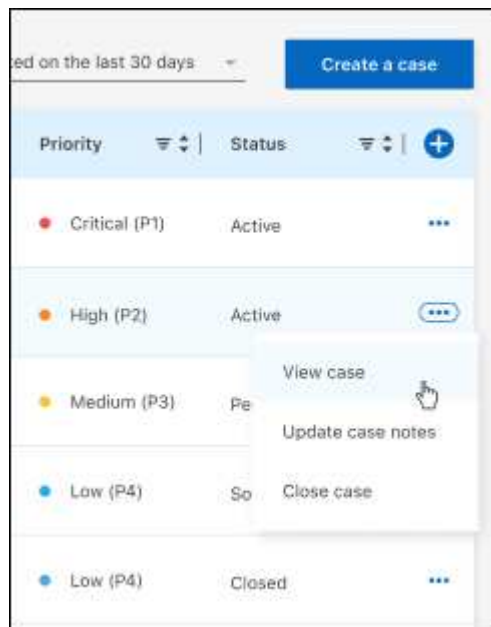 ed on the last 30 days
Create a case
Priority
Status
Critical (P1)
Active
High (P2)
Active
View case
Medium (P3)
Pe
Update case notes
Low (P4)
So
Close case
Low (P4)
Closed